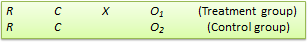 R C X O1 (Treatment group)
R C O2 (Control group)